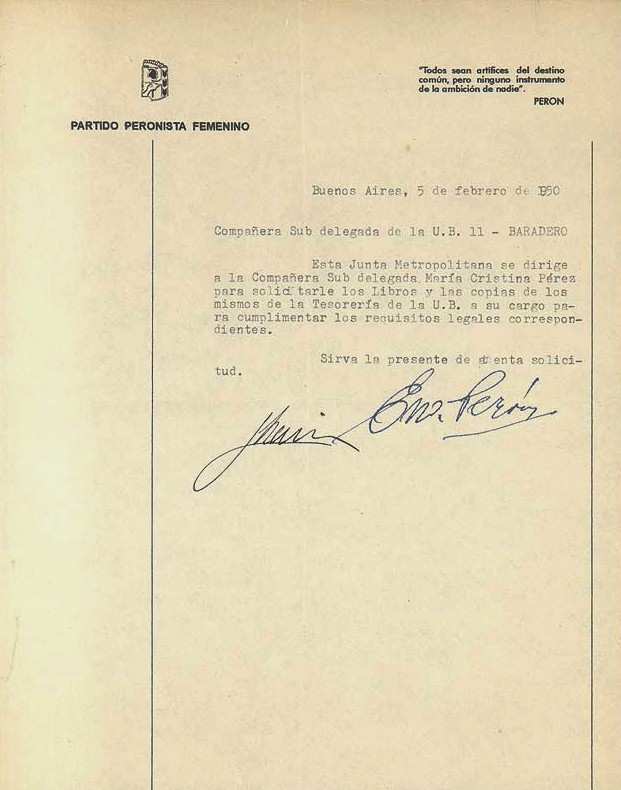 "Todos sean artífices del destino
común, pero ninguno instrumento
de la ambición de nadie".
PERON
PARTIDO PERONISTA FEMENINO
Buenos Aires, 5 de febrero de 1950
Compañera Sub delegada de la U.B. 11 - BARADERO
Esta Junta Metropolitana se dirige
a la Compañera Sub delegada María Cristina Pérez
para solicitarle los Libros y las copias de los
mismos de la Tesorería de la U.B. a su cargo pa-
ra cumplimentar los requisitos legales correspon-
dientes.
Sirva la presente de atenta solici-
tud.
Eva Perón